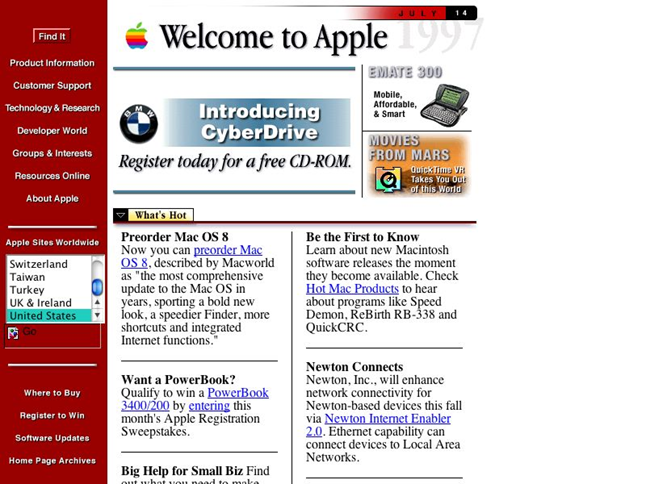 Find It
Product Information
Customer Support
Technology & Research
Developer World
Groups & Interests
Resources Online
About Apple
Apple Sites Worldwide
Switzerland
Taiwan
Turkey
UK & Ireland
United States
Go
Where to Buy
Register to Win
Software Updates
Home Page Archives
JULY 14
1997
Welcome to Apple
BMW
Introducing
CyberDrive
Register today for a free CD-ROM.
EMATE 300
Mobile,
Affordable,
& Smart
MOVIES
FROM MARS
QuickTime VR
Takes You Out
of this World
What's Hot
Preorder Mac OS 8
Now you can preorder Mac
OS 8, described by Macworld
as "the most comprehensive
update to the Mac OS in
years, sporting a bold new
look, a speedier Finder, more
shortcuts and integrated
Internet functions."
Want a PowerBook?
Qualify to win a PowerBook
3400/200 by entering this
month's Apple Registration
Sweepstakes.
Big Help for Small Biz Find
out what you need to make
Be the First to Know
Learn about new Macintosh
software releases the moment
they become available. Check
Hot Mac Products to hear
about programs like Speed
Demon, ReBirth RB-338 and
QuickCRC.
Newton Connects
Newton, Inc., will enhance
network connectivity for
Newton-based devices this fall
via Newton Internet Enabler
2.0. Ethernet capability can
connect devices to Local Area
Networks.